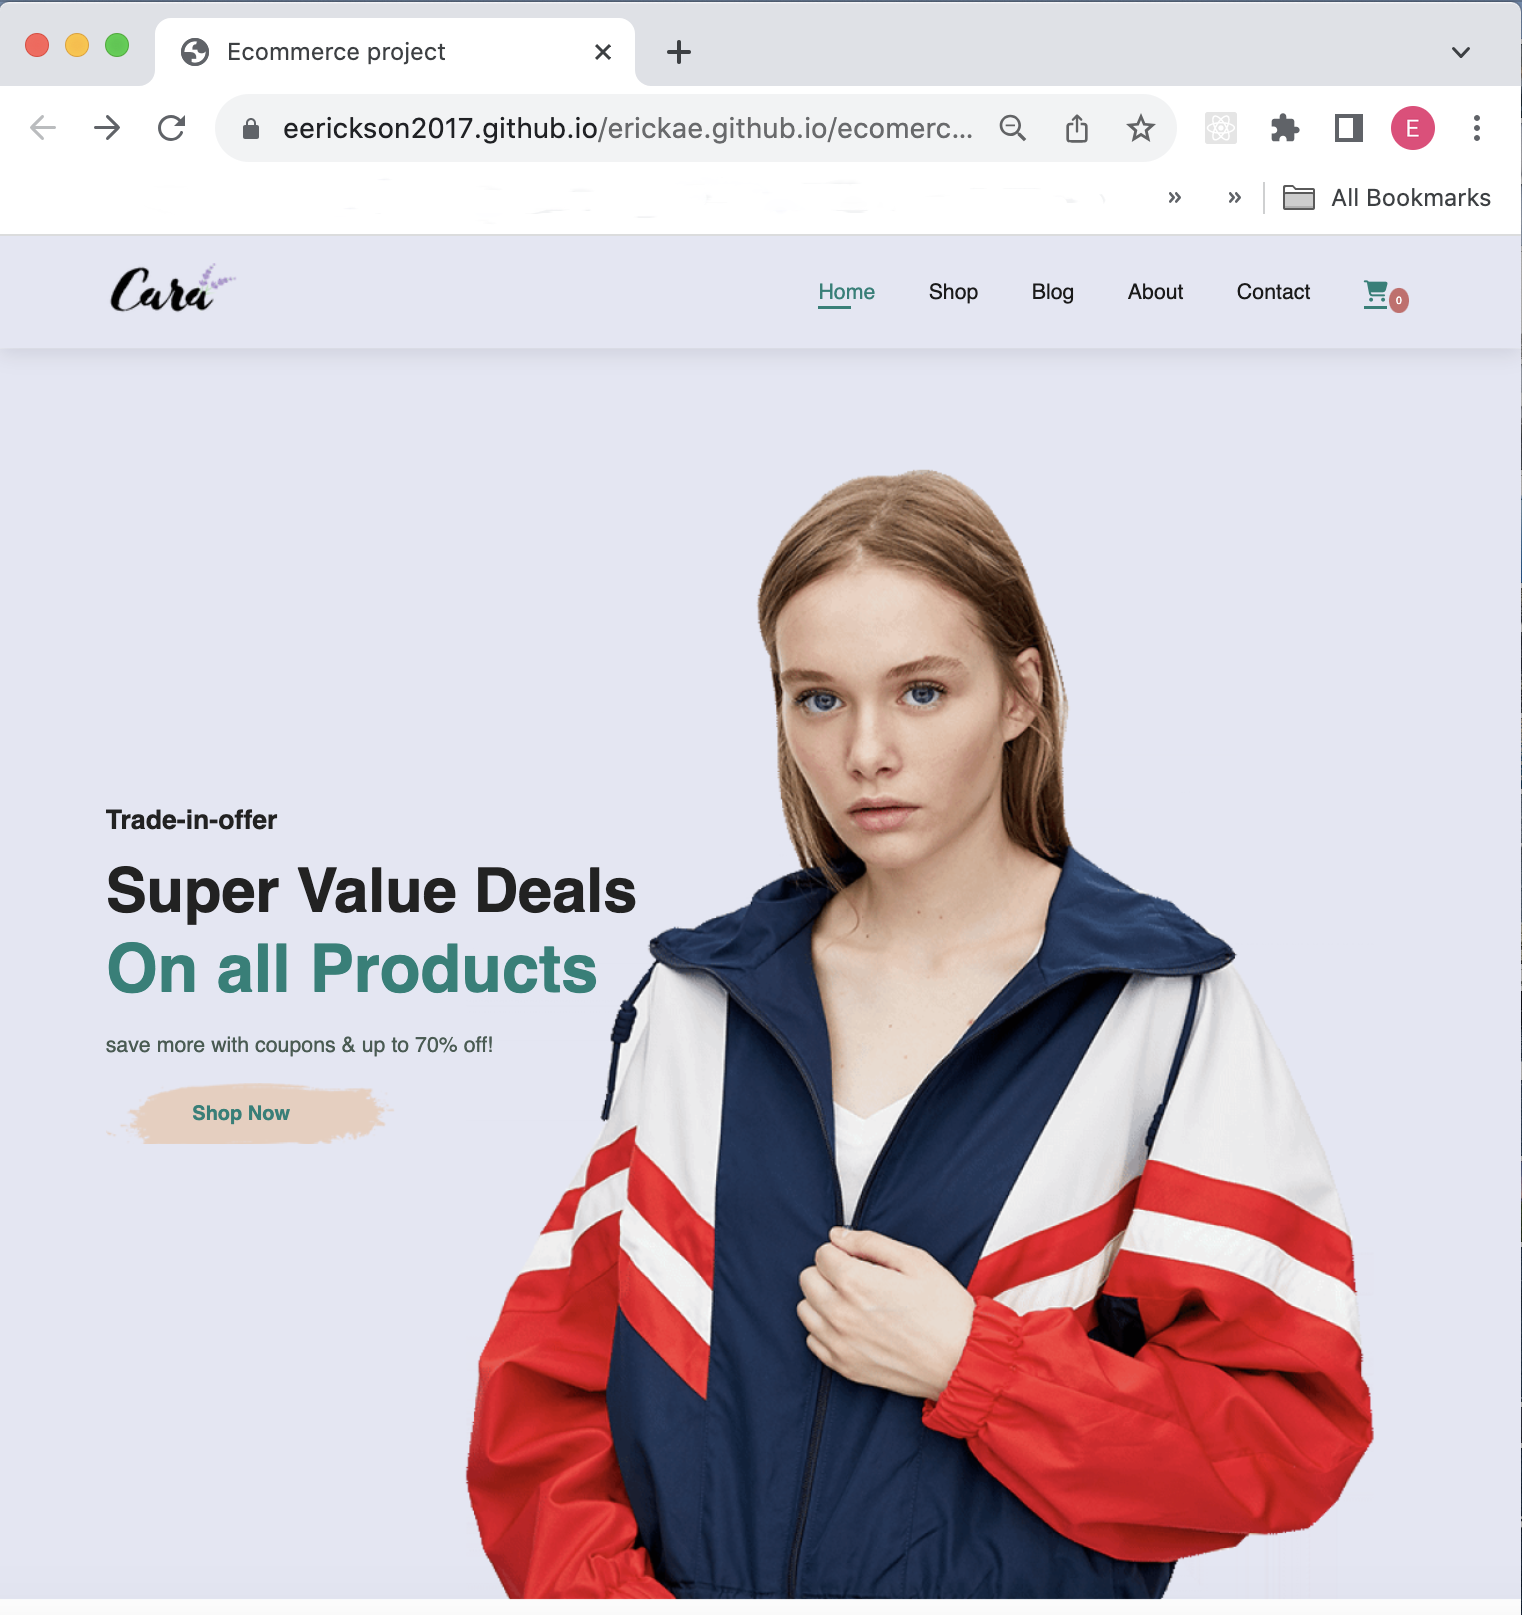 Ecommerce project
eerickson2017.github.io/erickae.github.io/ecomerc...
E
» » All Bookmarks
Cara
Home Shop Blog About Contact 0
Trade-in-offer
Super Value Deals
On all Products
save more with coupons & up to 70% off!
Shop Now